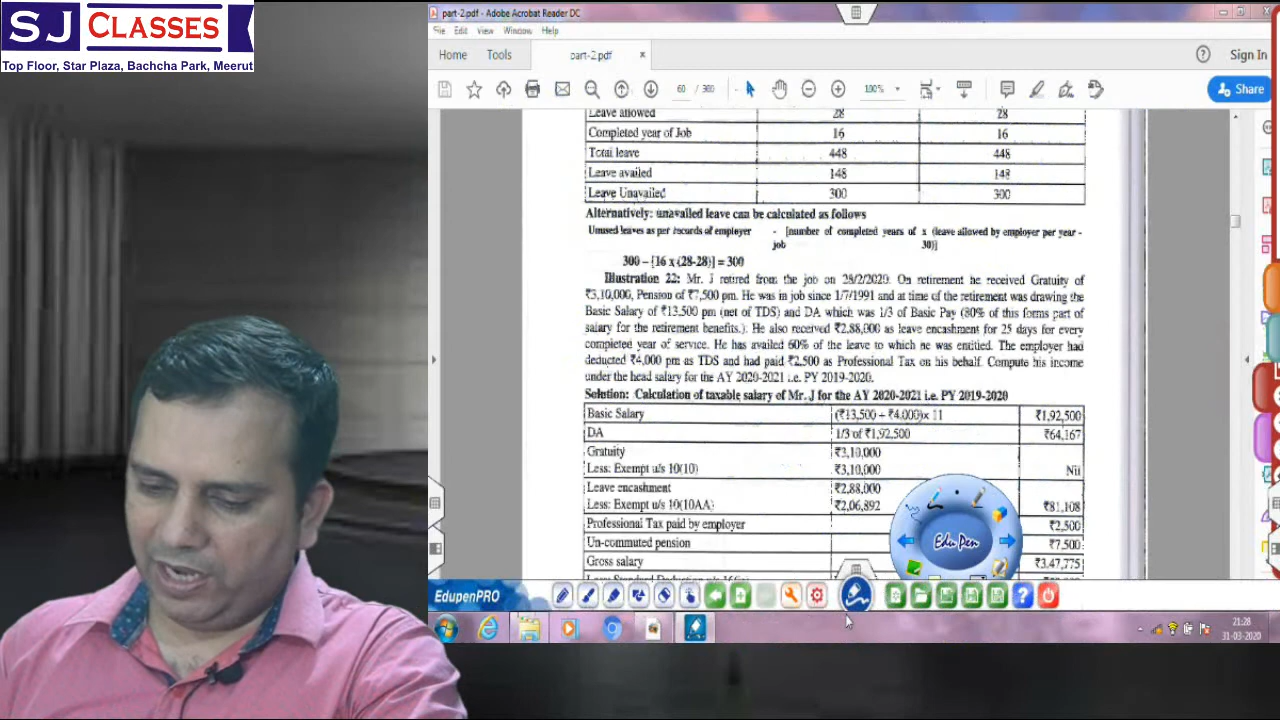 SJ CLASSES
Top Floor, Star Plaza, Bachcha Park, Meerut
part-2.pdf - Adobe Acrobat Reader DC
File Edit View Window Help
Home Tools part-2.pdf × ? Sign In
60 / 300 100% Share
Leave allowed 28 28
Completed year of Job 16 16
Total leave 448 448
Leave availed 148 148
Leave Unavailed 300 300
Alternatively: unavailed leave can be calculated as follows
Unused leaves as per records of employer - [number of completed years of x (leave allowed by employer per year -
job 30)]
300 – [16 x (28-28)] = 300
Illustration 22: Mr. J retired from the job on 28/2/2020. On retirement he received Gratuity of
₹3,10,000, Pension of ₹7,500 pm. He was in job since 1/7/1991 and at time of the retirement was drawing the
Basic Salary of ₹13,500 pm (net of TDS) and DA which was 1/3 of Basic Pay (80% of this forms part of
salary for the retirement benefits.). He also received ₹2,88,000 as leave encashment for 25 days for every
completed year of service. He has availed 60% of the leave to which he was entitled. The employer had
deducted ₹4,000 pm as TDS and had paid ₹2,500 as Professional Tax on his behalf. Compute his income
under the head salary for the AY 2020-2021 i.e. PY 2019-2020.
Solution: Calculation of taxable salary of Mr. J for the AY 2020-2021 i.e. PY 2019-2020
Basic Salary (₹13,500 + ₹4,000)x 11 ₹1,92,500
DA 1/3 of ₹1,92,500 ₹64,167
Gratuity ₹3,10,000
Less: Exempt u/s 10(10) ₹3,10,000 Nil
Leave encashment ₹2,88,000
Less: Exempt u/s 10(10AA) ₹2,06,892 ₹81,108
Professional Tax paid by employer ₹2,500
Un-commuted pension ₹7,500
Gross salary ₹3,47,775
Less: Standard Deduction u/s
Edu Pen
EdupenPRO
21:28
31-03-2020